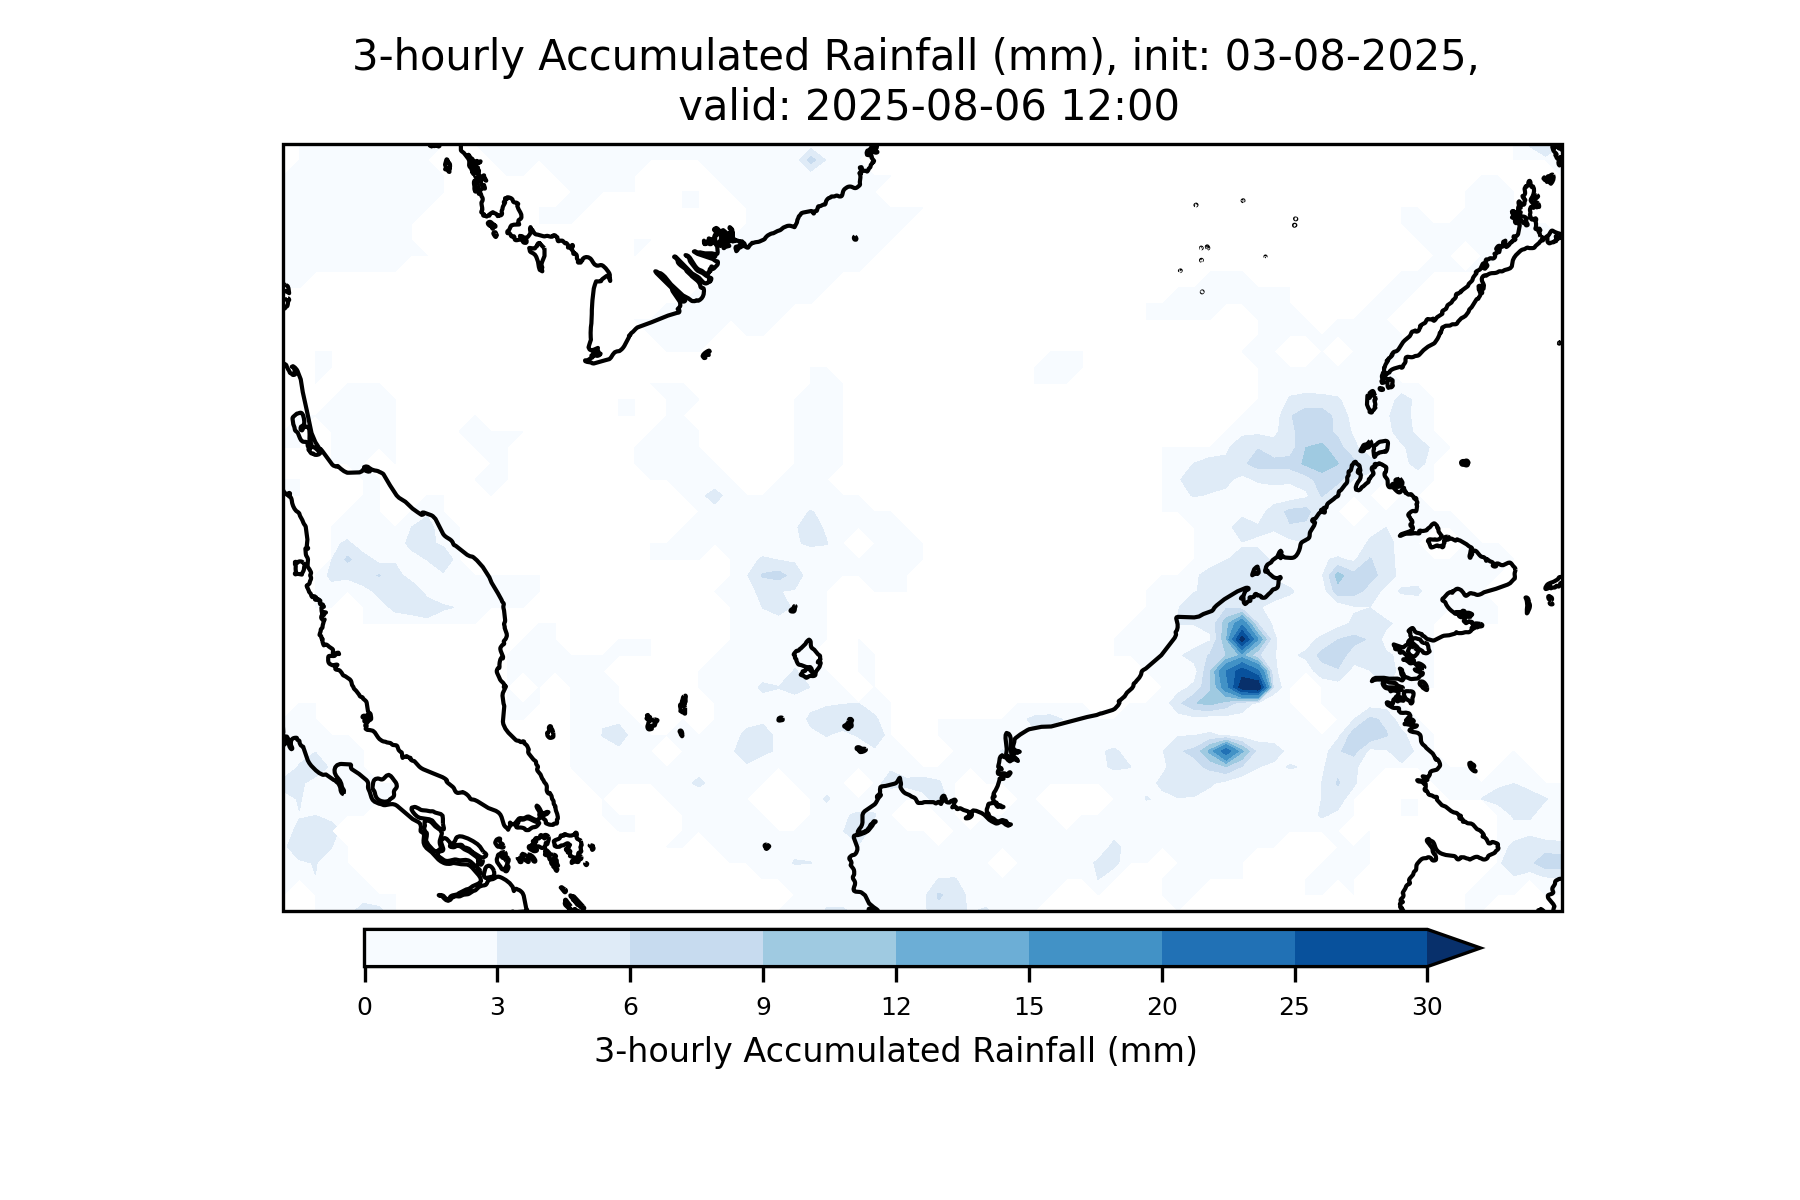 3-hourly Accumulated Rainfall (mm), init: 03-08-2025,
valid: 2025-08-06 12:00
0 3 6 9 12 15 20 25 30
3-hourly Accumulated Rainfall (mm)